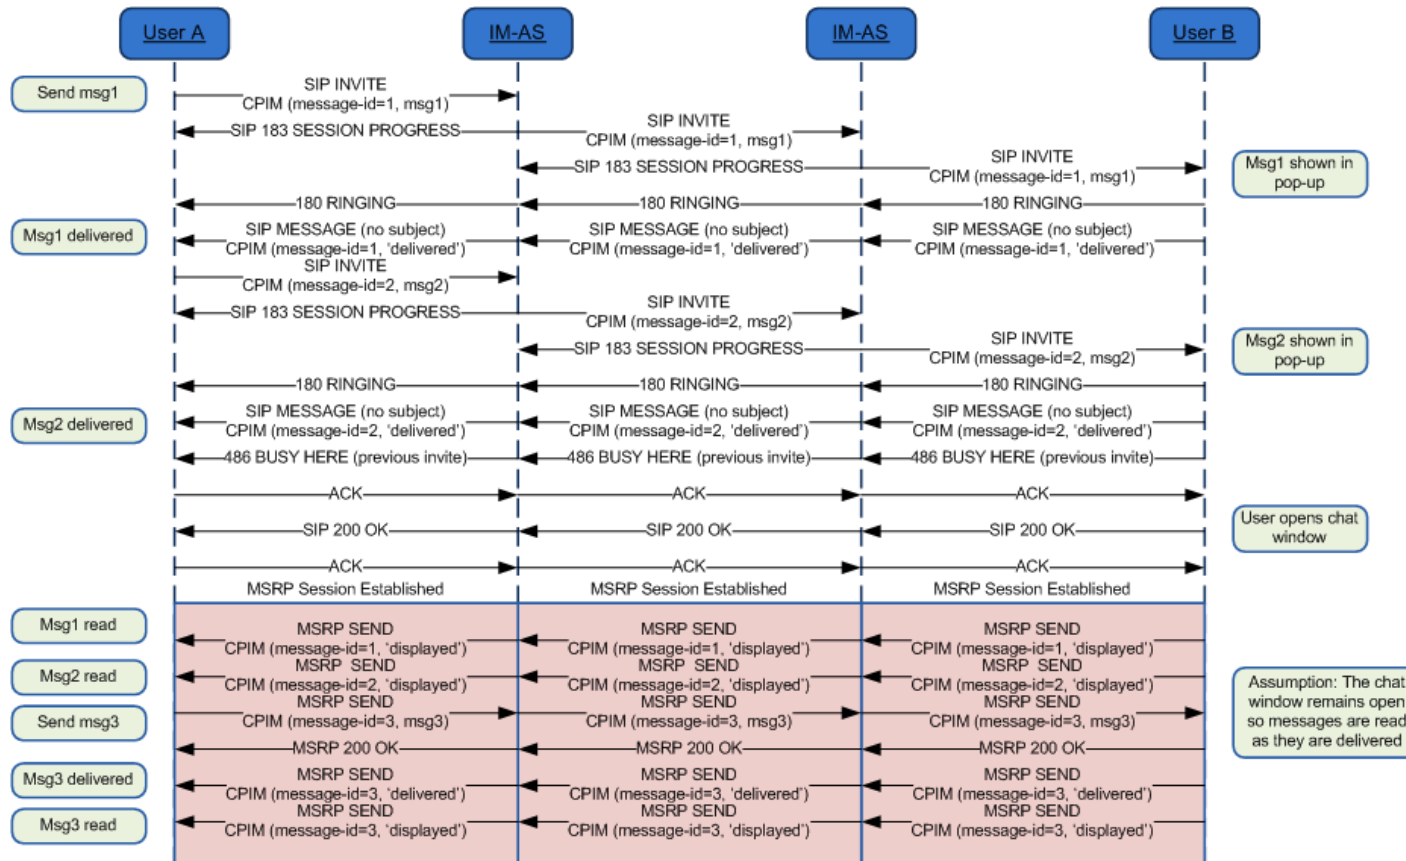 User A
IM-AS
IM-AS
User B
Send msg1
SIP INVITE
CPIM (message-id=1, msg1)
SIP 183 SESSION PROGRESS
SIP INVITE
CPIM (message-id=1, msg1)
SIP 183 SESSION PROGRESS
SIP INVITE
CPIM (message-id=1, msg1)
Msg1 shown in
pop-up
180 RINGING
180 RINGING
180 RINGING
Msg1 delivered
SIP MESSAGE (no subject)
CPIM (message-id=1, ‘delivered’)
SIP MESSAGE (no subject)
CPIM (message-id=1, ‘delivered’)
SIP MESSAGE (no subject)
CPIM (message-id=1, ‘delivered’)
SIP INVITE
CPIM (message-id=2, msg2)
SIP 183 SESSION PROGRESS
SIP INVITE
CPIM (message-id=2, msg2)
SIP 183 SESSION PROGRESS
SIP INVITE
CPIM (message-id=2, msg2)
Msg2 shown in
pop-up
180 RINGING
180 RINGING
180 RINGING
Msg2 delivered
SIP MESSAGE (no subject)
CPIM (message-id=2, ‘delivered’)
SIP MESSAGE (no subject)
CPIM (message-id=2, ‘delivered’)
SIP MESSAGE (no subject)
CPIM (message-id=2, ‘delivered’)
486 BUSY HERE (previous invite)
486 BUSY HERE (previous invite)
486 BUSY HERE (previous invite)
ACK
ACK
ACK
SIP 200 OK
SIP 200 OK
SIP 200 OK
User opens chat
window
ACK
ACK
ACK
MSRP Session Established
MSRP Session Established
MSRP Session Established
Msg1 read
MSRP SEND
CPIM (message-id=1, ‘displayed’)
MSRP SEND
CPIM (message-id=1, ‘displayed’)
MSRP SEND
CPIM (message-id=1, ‘displayed’)
Msg2 read
MSRP SEND
CPIM (message-id=2, ‘displayed’)
MSRP SEND
CPIM (message-id=2, ‘displayed’)
MSRP SEND
CPIM (message-id=2, ‘displayed’)
Send msg3
MSRP SEND
CPIM (message-id=3, msg3)
MSRP SEND
CPIM (message-id=3, msg3)
MSRP SEND
CPIM (message-id=3, msg3)
Assumption: The chat
window remains open
so messages are read
as they are delivered
MSRP 200 OK
MSRP 200 OK
MSRP 200 OK
Msg3 delivered
MSRP SEND
CPIM (message-id=3, ‘delivered’)
MSRP SEND
CPIM (message-id=3, ‘delivered’)
MSRP SEND
CPIM (message-id=3, ‘delivered’)
Msg3 read
MSRP SEND
CPIM (message-id=3, ‘displayed’)
MSRP SEND
CPIM (message-id=3, ‘displayed’)
MSRP SEND
CPIM (message-id=3, ‘displayed’)